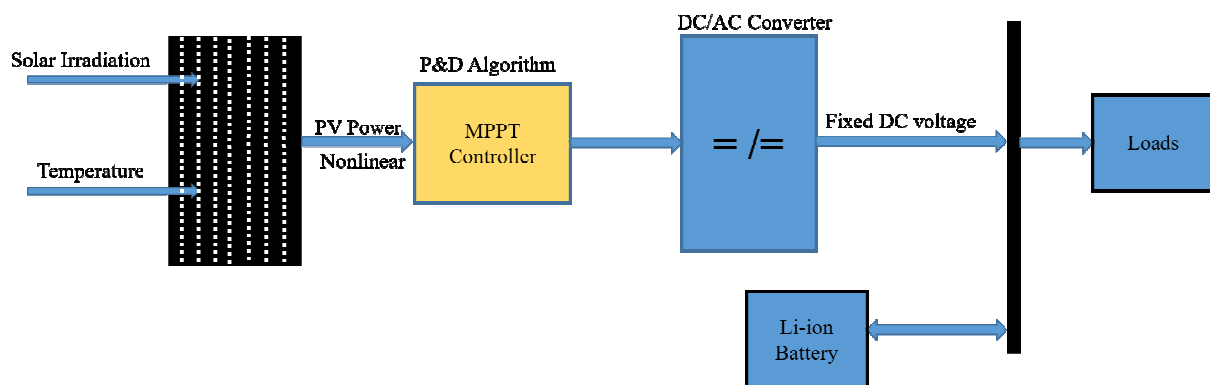 DC/AC Converter
Solar Irradiation
P&D Algorithm
PV Power
Nonlinear
MPPT
Controller
= /=
Fixed DC voltage
Loads
Temperature
Li-ion
Battery